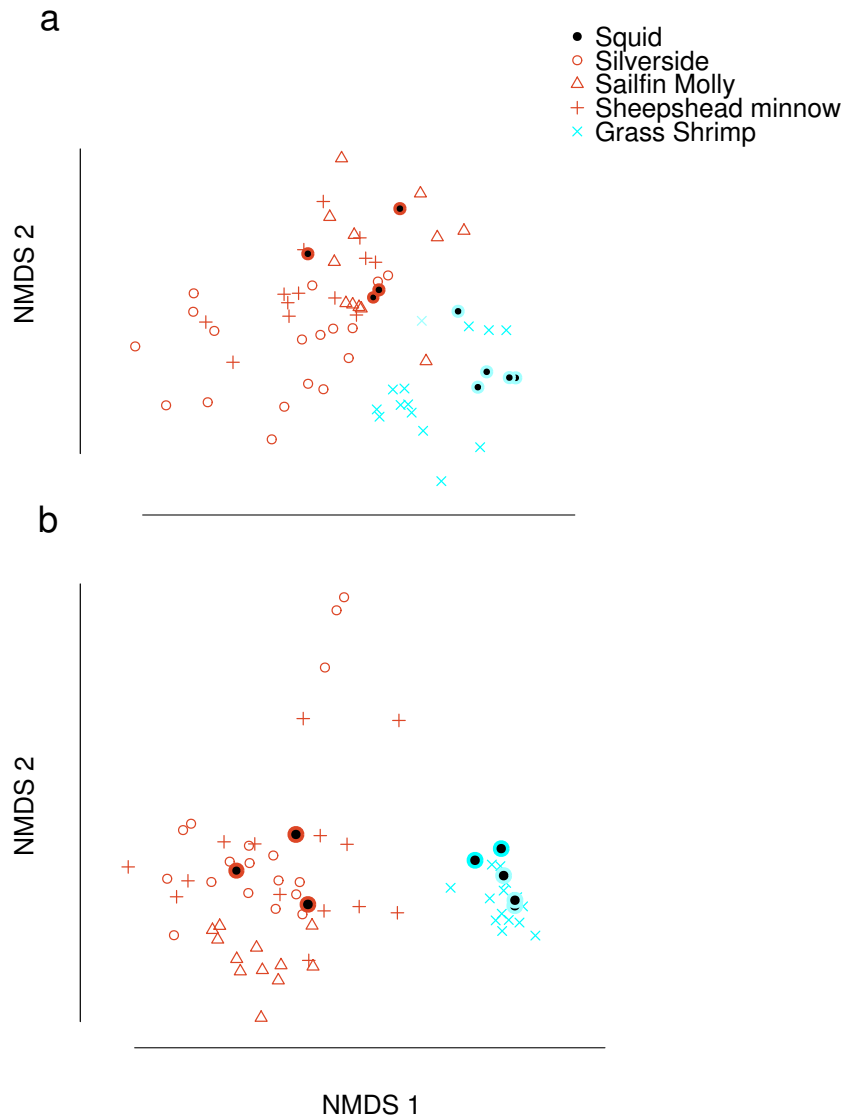 a
Squid
Silverside
Sailfin Molly
Sheepshead minnow
Grass Shrimp
NMDS 2
b
NMDS 2
NMDS 1